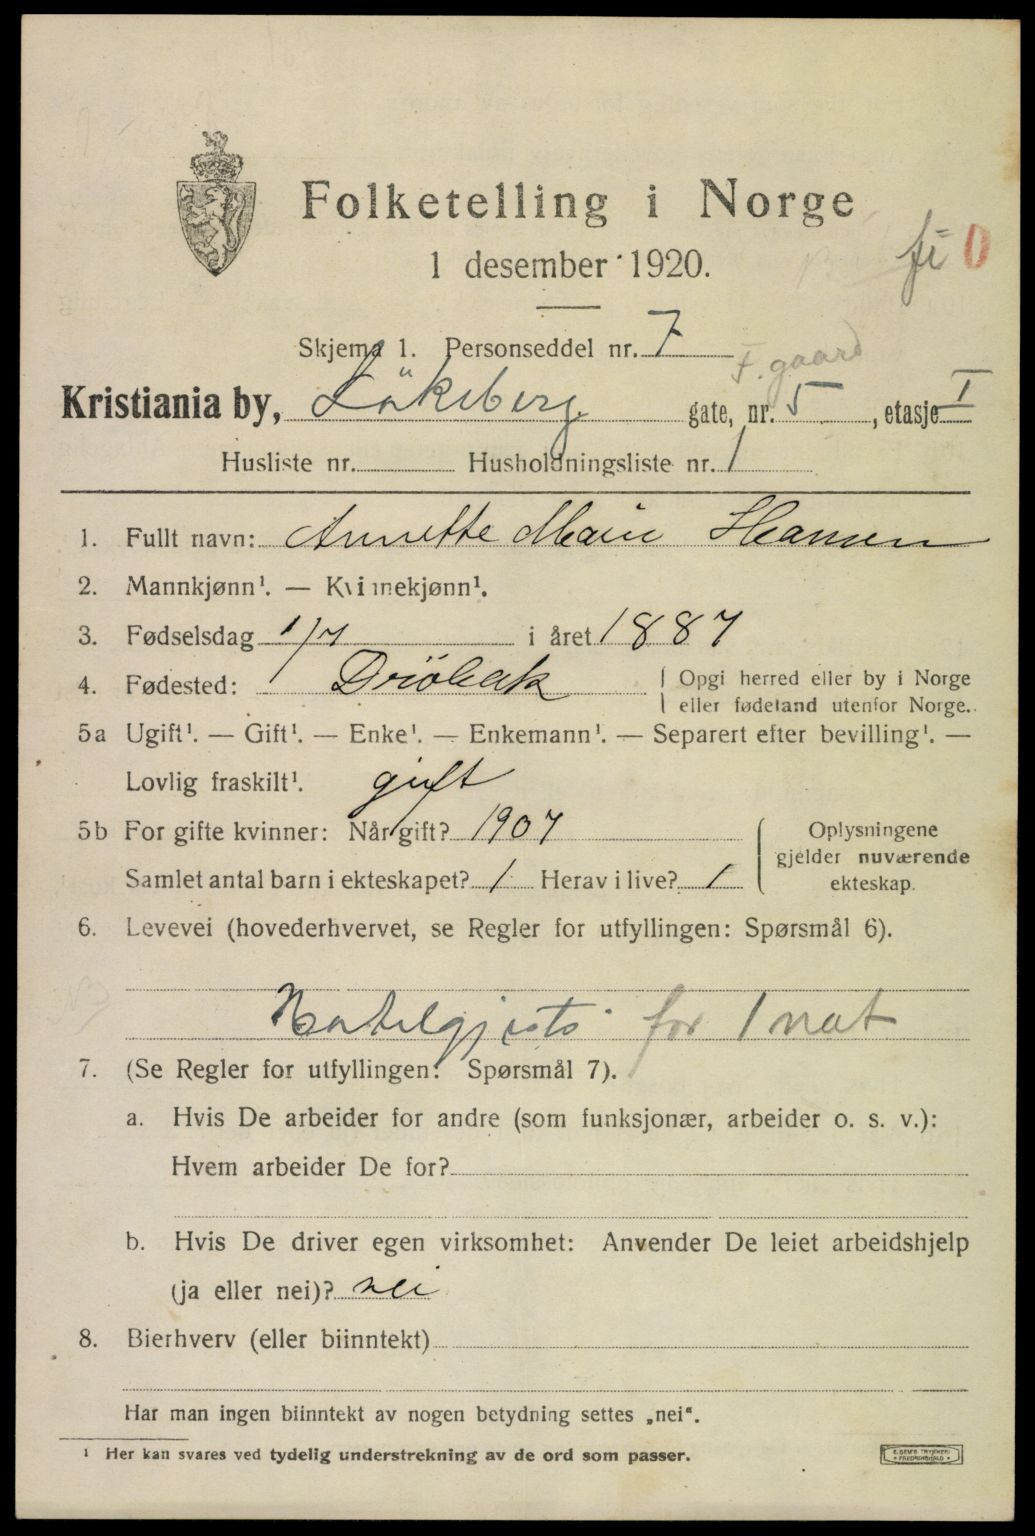 Folketelling i Norge
1 desember 1920.
fi 0
Skjema 1. Personseddel nr. 7
F. gaard
Kristiania by, Lökeberg gate, nr. 5, etasje I
Husliste nr. Husholdningsliste nr. 1
1. Fullt navn: Annette Marie Hansen
2. Mannkjønn¹. — Kvinnekjønn¹.
3. Fødselsdag 1/7 i året 1887
4. Fødested: Dröbak
Opgi herred eller by i Norge
eller fødeland utenfor Norge.
5a Ugift¹. — Gift¹. — Enke¹. — Enkemann¹. — Separert efter bevilling¹. —
Lovlig fraskilt¹. gift
5b For gifte kvinner: Når gift? 1907
Samlet antal barn i ekteskapet? 1 Herav i live? 1
Oplysningene
gjelder nuværende
ekteskap.
6. Levevei (hovederhvervet, se Regler for utfyllingen: Spørsmål 6).
for 1 nat
7. (Se Regler for utfyllingen: Spørsmål 7).
a. Hvis De arbeider for andre (som funksjonær, arbeider o. s. v.):
Hvem arbeider De for?
b. Hvis De driver egen virksomhet: Anvender De leiet arbeidshjelp
(ja eller nei)? nei
8. Bierhverv (eller biinntekt)
Har man ingen biinntekt av nogen betydning settes „nei".
¹ Her kan svares ved tydelig understrekning av de ord som passer.